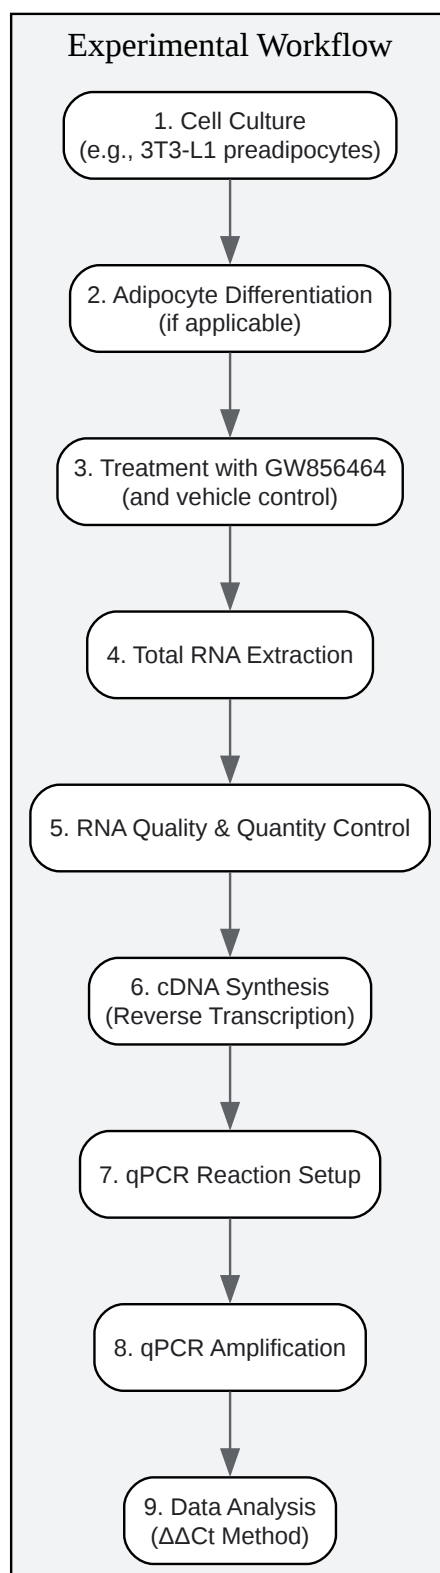 Experimental Workflow
1. Cell Culture
(e.g., 3T3-L1 preadipocytes)
2. Adipocyte Differentiation
(if applicable)
3. Treatment with GW856464
(and vehicle control)
4. Total RNA Extraction
5. RNA Quality & Quantity Control
6. cDNA Synthesis
(Reverse Transcription)
7. qPCR Reaction Setup
8. qPCR Amplification
9. Data Analysis
(ΔΔCt Method)